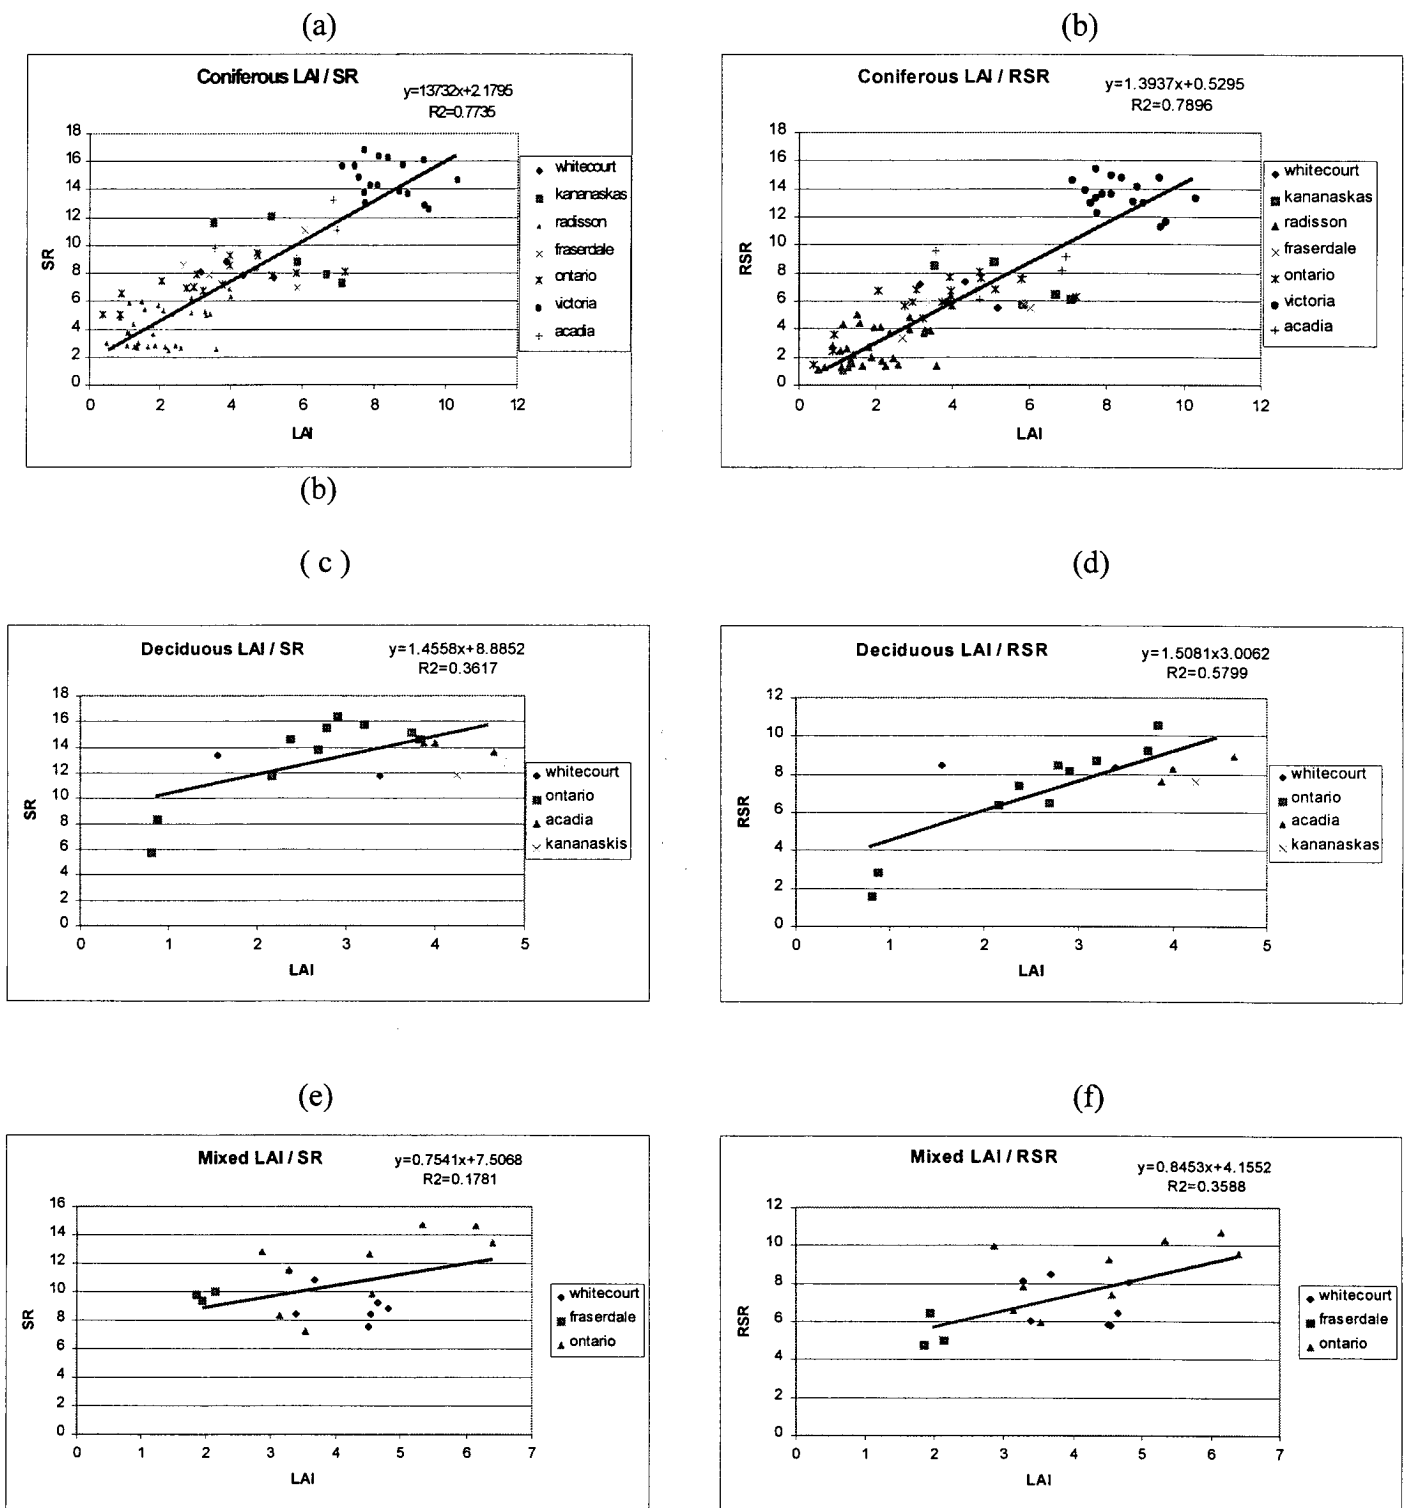 (a)
Coniferous LAI / SR
y=13732x+2.1795
R2=0.7735
18
16
14
12
10
8
6
4
2
0
SR
0 2 4 6 8 10 12
LAI
whitecourt
kananaskas
radisson
fraserdale
ontario
victoria
acadia
(b)
(b)
Coniferous LAI / RSR
y=1.3937x+0.5295
R2=0.7896
18
16
14
12
10
8
6
4
2
0
RSR
0 2 4 6 8 10 12
LAI
whitecourt
kananaskas
radisson
fraserdale
ontario
victoria
acadia
( c )
Deciduous LAI / SR
y=1.4558x+8.8852
R2=0.3617
18
16
14
12
10
8
6
4
2
0
SR
0 1 2 3 4 5
LAI
whitecourt
ontario
acadia
kananaskis
(d)
Deciduous LAI / RSR
y=1.5081x3.0062
R2=0.5799
12
10
8
6
4
2
0
RSR
0 1 2 3 4 5
LAI
whitecourt
ontario
acadia
kananaskas
(e)
Mixed LAI / SR
y=0.7541x+7.5068
R2=0.1781
16
14
12
10
8
6
4
2
0
SR
0 1 2 3 4 5 6 7
LAI
whitecourt
fraserdale
ontario
(f)
Mixed LAI / RSR
y=0.8453x+4.1552
R2=0.3588
12
10
8
6
4
2
0
RSR
0 1 2 3 4 5 6 7
LAI
whitecourt
fraserdale
ontario